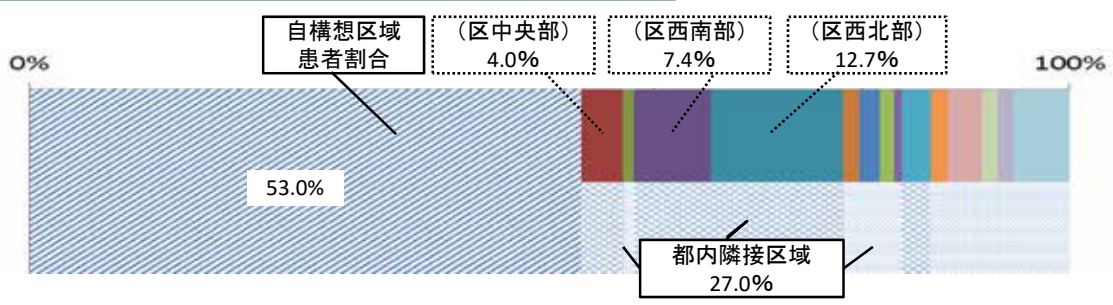 自構想区域
患者割合
（区中央部）
4.0%
（区西南部）
7.4%
（区西北部）
12.7%
0%
100%
53.0%
都内隣接区域
27.0%